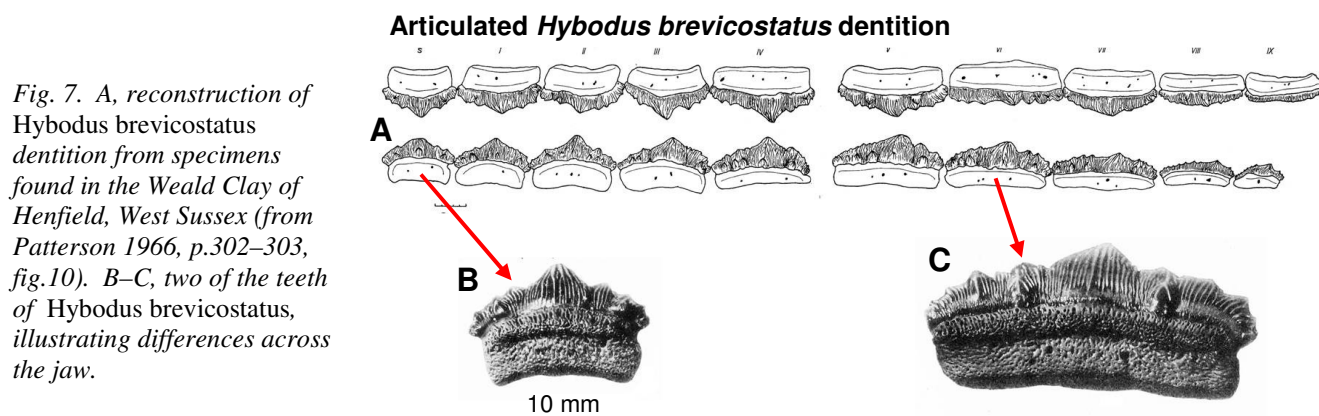 Articulated Hybodus brevicostatus dentition
S I II III IV V VI VII VIII IX
Fig. 7. A, reconstruction of
Hybodus brevicostatus
dentition from specimens
found in the Weald Clay of
Henfield, West Sussex (from
Patterson 1966, p.302–303,
fig.10). B–C, two of the teeth
of Hybodus brevicostatus,
illustrating differences across
the jaw.
A
B
C
10 mm